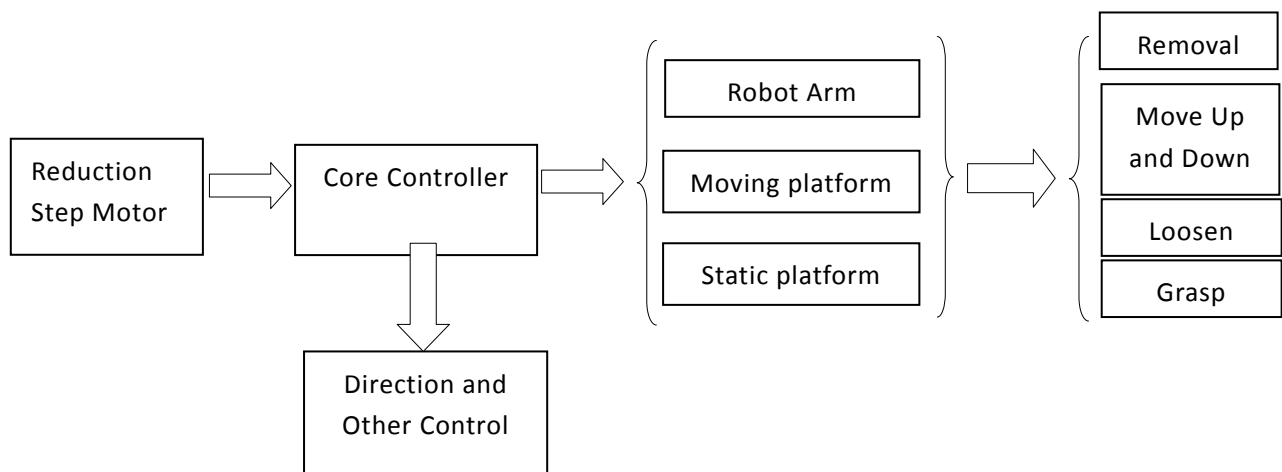 Reduction
Step Motor
Core Controller
Direction and
Other Control
Robot Arm
Moving platform
Static platform
Removal
Move Up
and Down
Loosen
Grasp